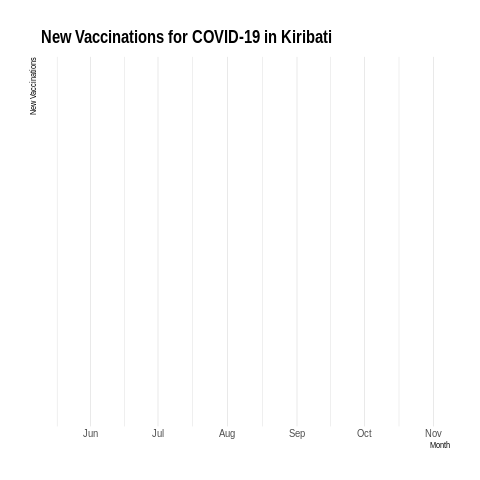 New Vaccinations for COVID-19 in Kiribati
New Vaccinations
Jun Jul Aug Sep Oct Nov
Month